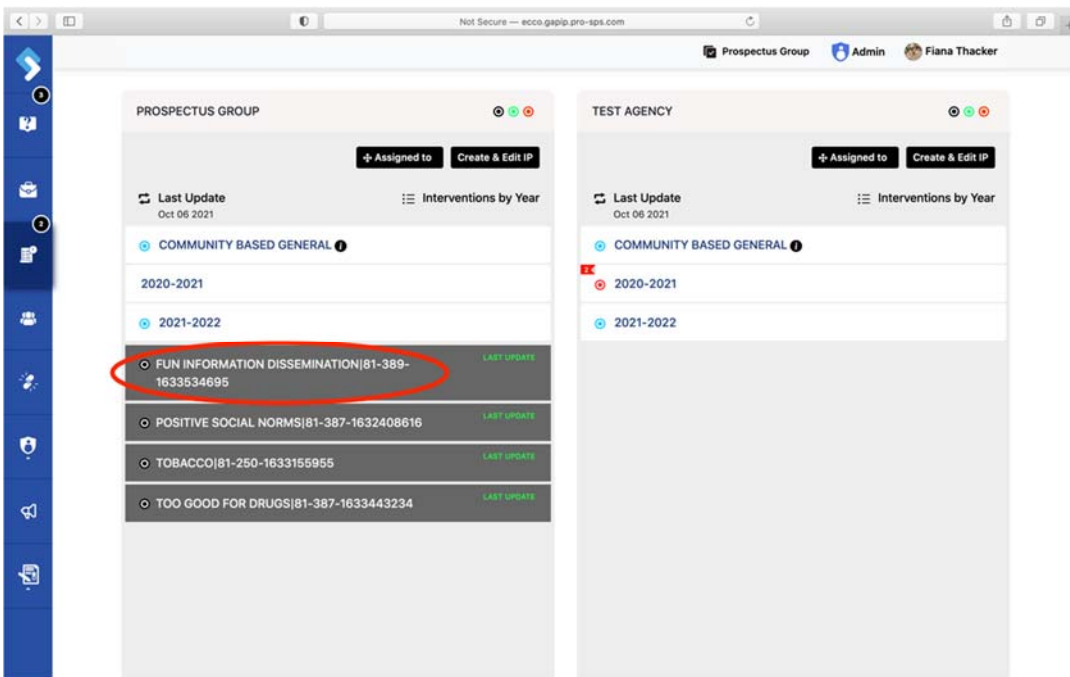 Not Secure — ecco.gapip.pro-sps.com
Prospectus Group
Admin
Fiana Thacker
3
2
PROSPECTUS GROUP
Assigned to
Create & Edit IP
Last Update
Interventions by Year
Oct 06 2021
COMMUNITY BASED GENERAL
2020-2021
2021-2022
FUN INFORMATION DISSEMINATION|81-389-
1633534695
LAST UPDATE
POSITIVE SOCIAL NORMS|81-387-1632408616
LAST UPDATE
TOBACCO|81-250-1633155955
LAST UPDATE
TOO GOOD FOR DRUGS|81-387-1633443234
LAST UPDATE
TEST AGENCY
Assigned to
Create & Edit IP
Last Update
Interventions by Year
Oct 06 2021
COMMUNITY BASED GENERAL
2
2020-2021
2021-2022